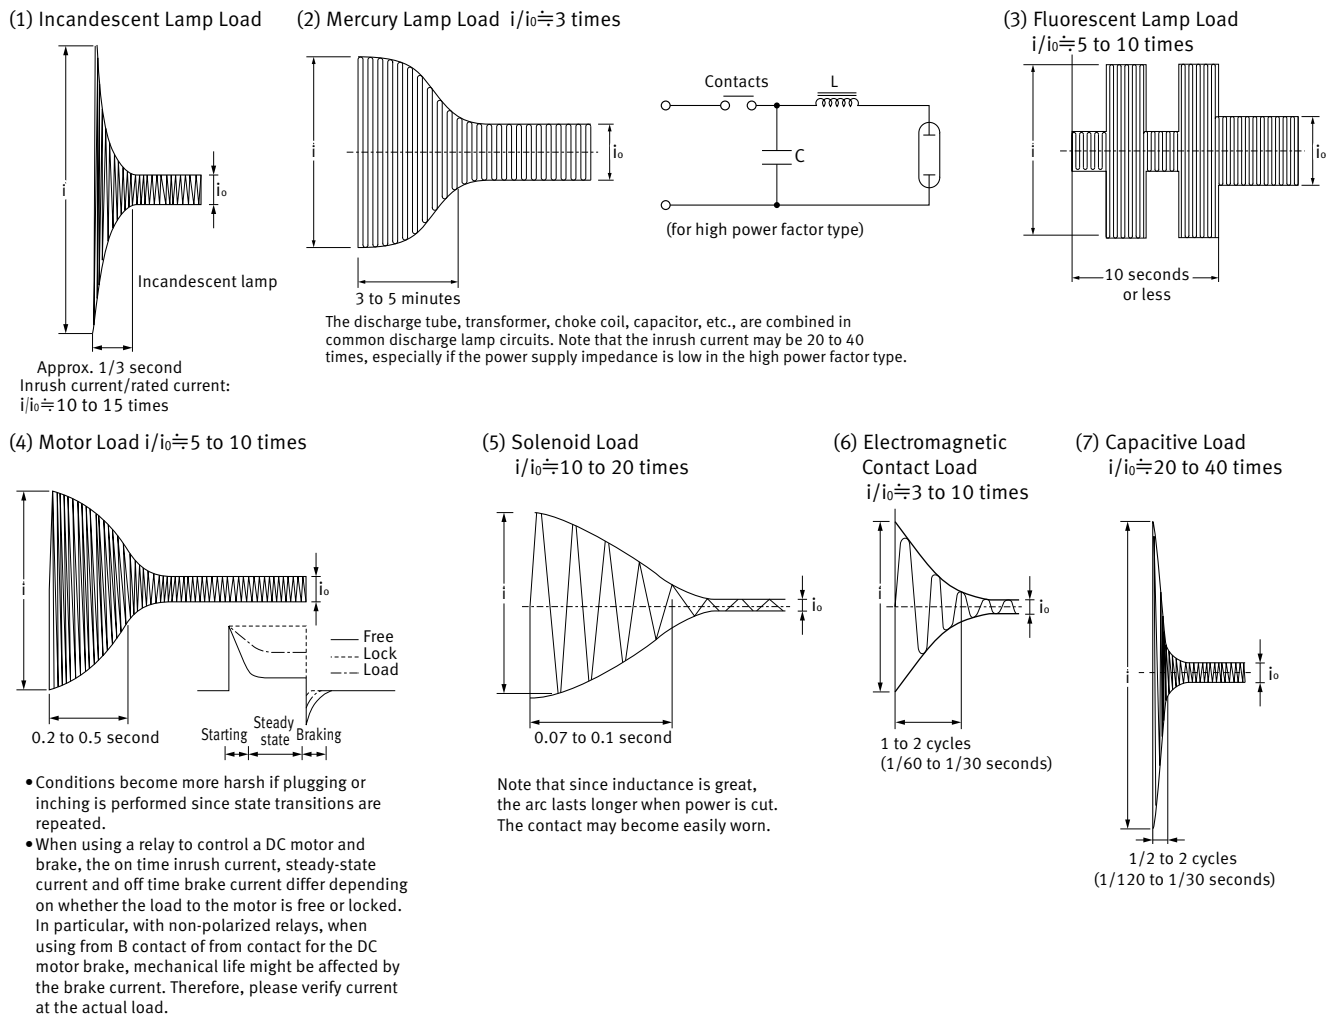 (1) Incandescent Lamp Load
i
i₀
Incandescent lamp
Approx. 1/3 second
Inrush current/rated current:
i/i₀≒10 to 15 times
(2) Mercury Lamp Load i/i₀≒3 times
i
i₀
3 to 5 minutes
Contacts
L
C
(for high power factor type)
The discharge tube, transformer, choke coil, capacitor, etc., are combined in
common discharge lamp circuits. Note that the inrush current may be 20 to 40
times, especially if the power supply impedance is low in the high power factor type.
(3) Fluorescent Lamp Load
i/i₀≒5 to 10 times
i
i₀
10 seconds
or less
(4) Motor Load i/i₀≒5 to 10 times
i
i₀
0.2 to 0.5 second
Free
Lock
Load
Starting
Steady
state
Braking
• Conditions become more harsh if plugging or
inching is performed since state transitions are
repeated.
• When using a relay to control a DC motor and
brake, the on time inrush current, steady-state
current and off time brake current differ depending
on whether the load to the motor is free or locked.
In particular, with non-polarized relays, when
using from B contact of from contact for the DC
motor brake, mechanical life might be affected by
the brake current. Therefore, please verify current
at the actual load.
(5) Solenoid Load
i/i₀≒10 to 20 times
i
i₀
0.07 to 0.1 second
Note that since inductance is great,
the arc lasts longer when power is cut.
The contact may become easily worn.
(6) Electromagnetic
Contact Load
i/i₀≒3 to 10 times
i
i₀
1 to 2 cycles
(1/60 to 1/30 seconds)
(7) Capacitive Load
i/i₀≒20 to 40 times
i
i₀
1/2 to 2 cycles
(1/120 to 1/30 seconds)